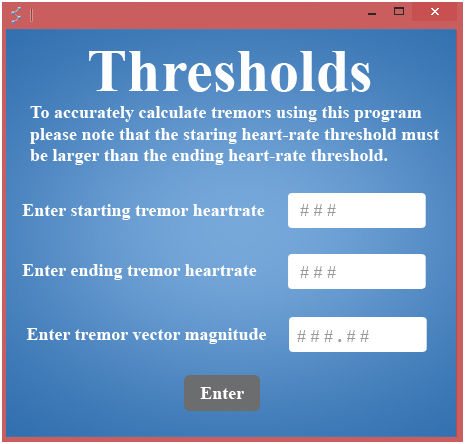 Thresholds
To accurately calculate tremors using this program
please note that the staring heart-rate threshold must
be larger than the ending heart-rate threshold.
Enter starting tremor heartrate ###
Enter ending tremor heartrate ###
Enter tremor vector magnitude ###.##
Enter